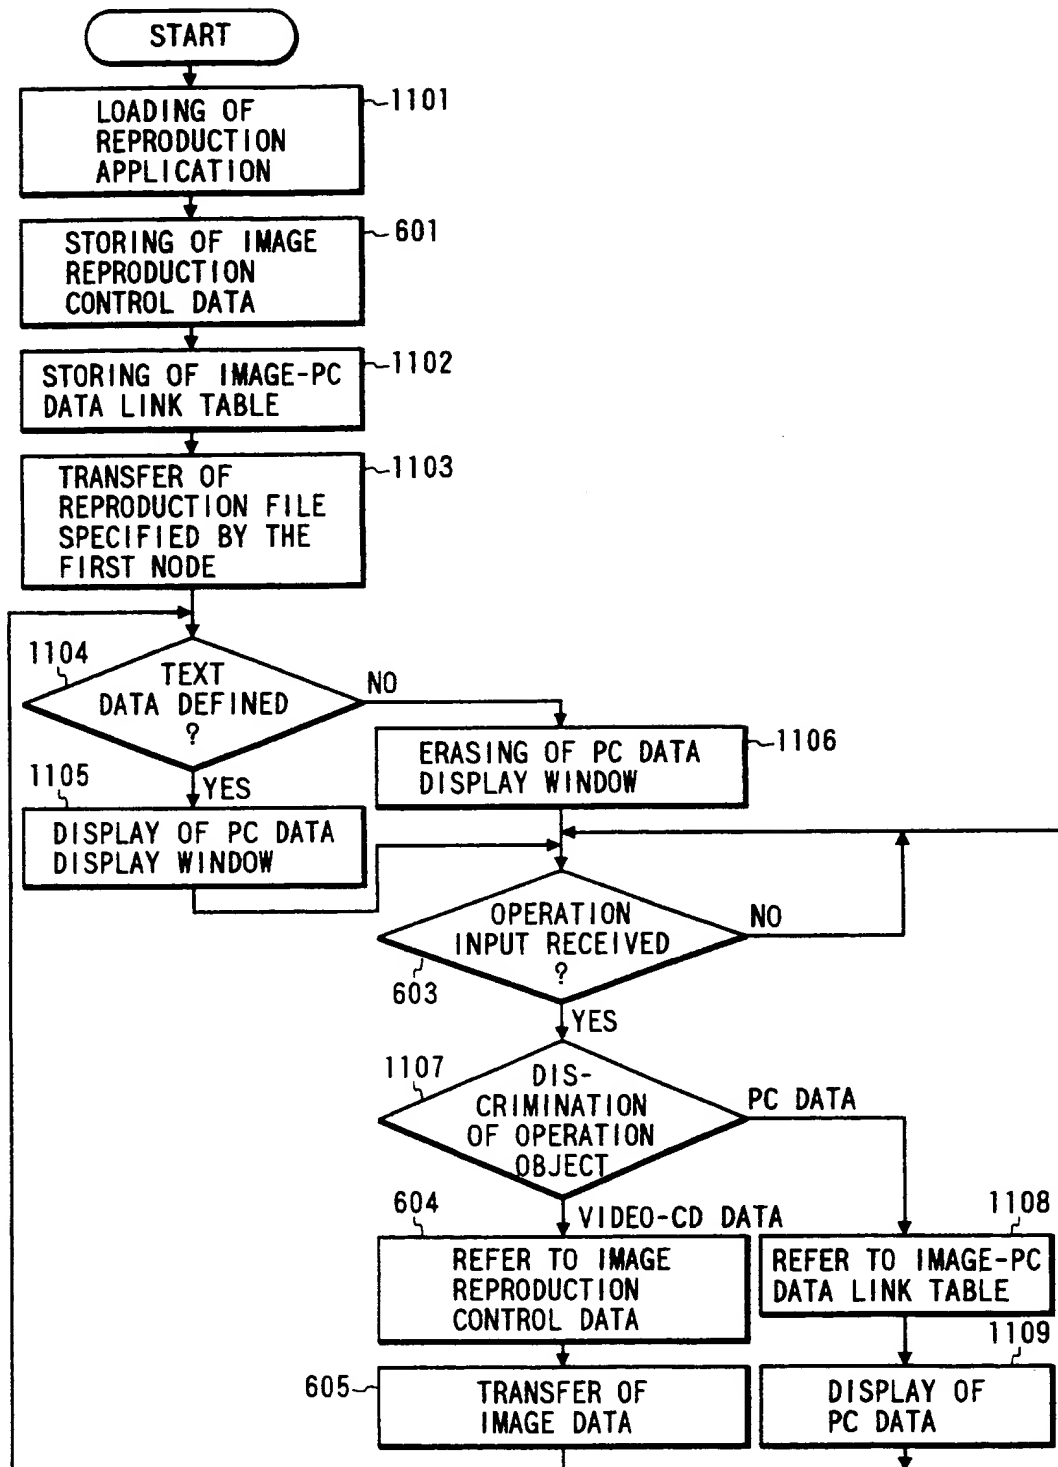 START
LOADING OF
REPRODUCTION
APPLICATION
1101
STORING OF IMAGE
REPRODUCTION
CONTROL DATA
601
STORING OF IMAGE-PC
DATA LINK TABLE
1102
TRANSFER OF
REPRODUCTION FILE
SPECIFIED BY THE
FIRST NODE
1103
1104
TEXT
DATA DEFINED
?
NO
YES
1105
DISPLAY OF PC DATA
DISPLAY WINDOW
ERASING OF PC DATA
DISPLAY WINDOW
1106
OPERATION
INPUT RECEIVED
?
603
NO
YES
1107
DIS-
CRIMINATION
OF OPERATION
OBJECT
PC DATA
VIDEO-CD DATA
604
REFER TO IMAGE
REPRODUCTION
CONTROL DATA
1108
REFER TO IMAGE-PC
DATA LINK TABLE
605
TRANSFER OF
IMAGE DATA
1109
DISPLAY OF
PC DATA